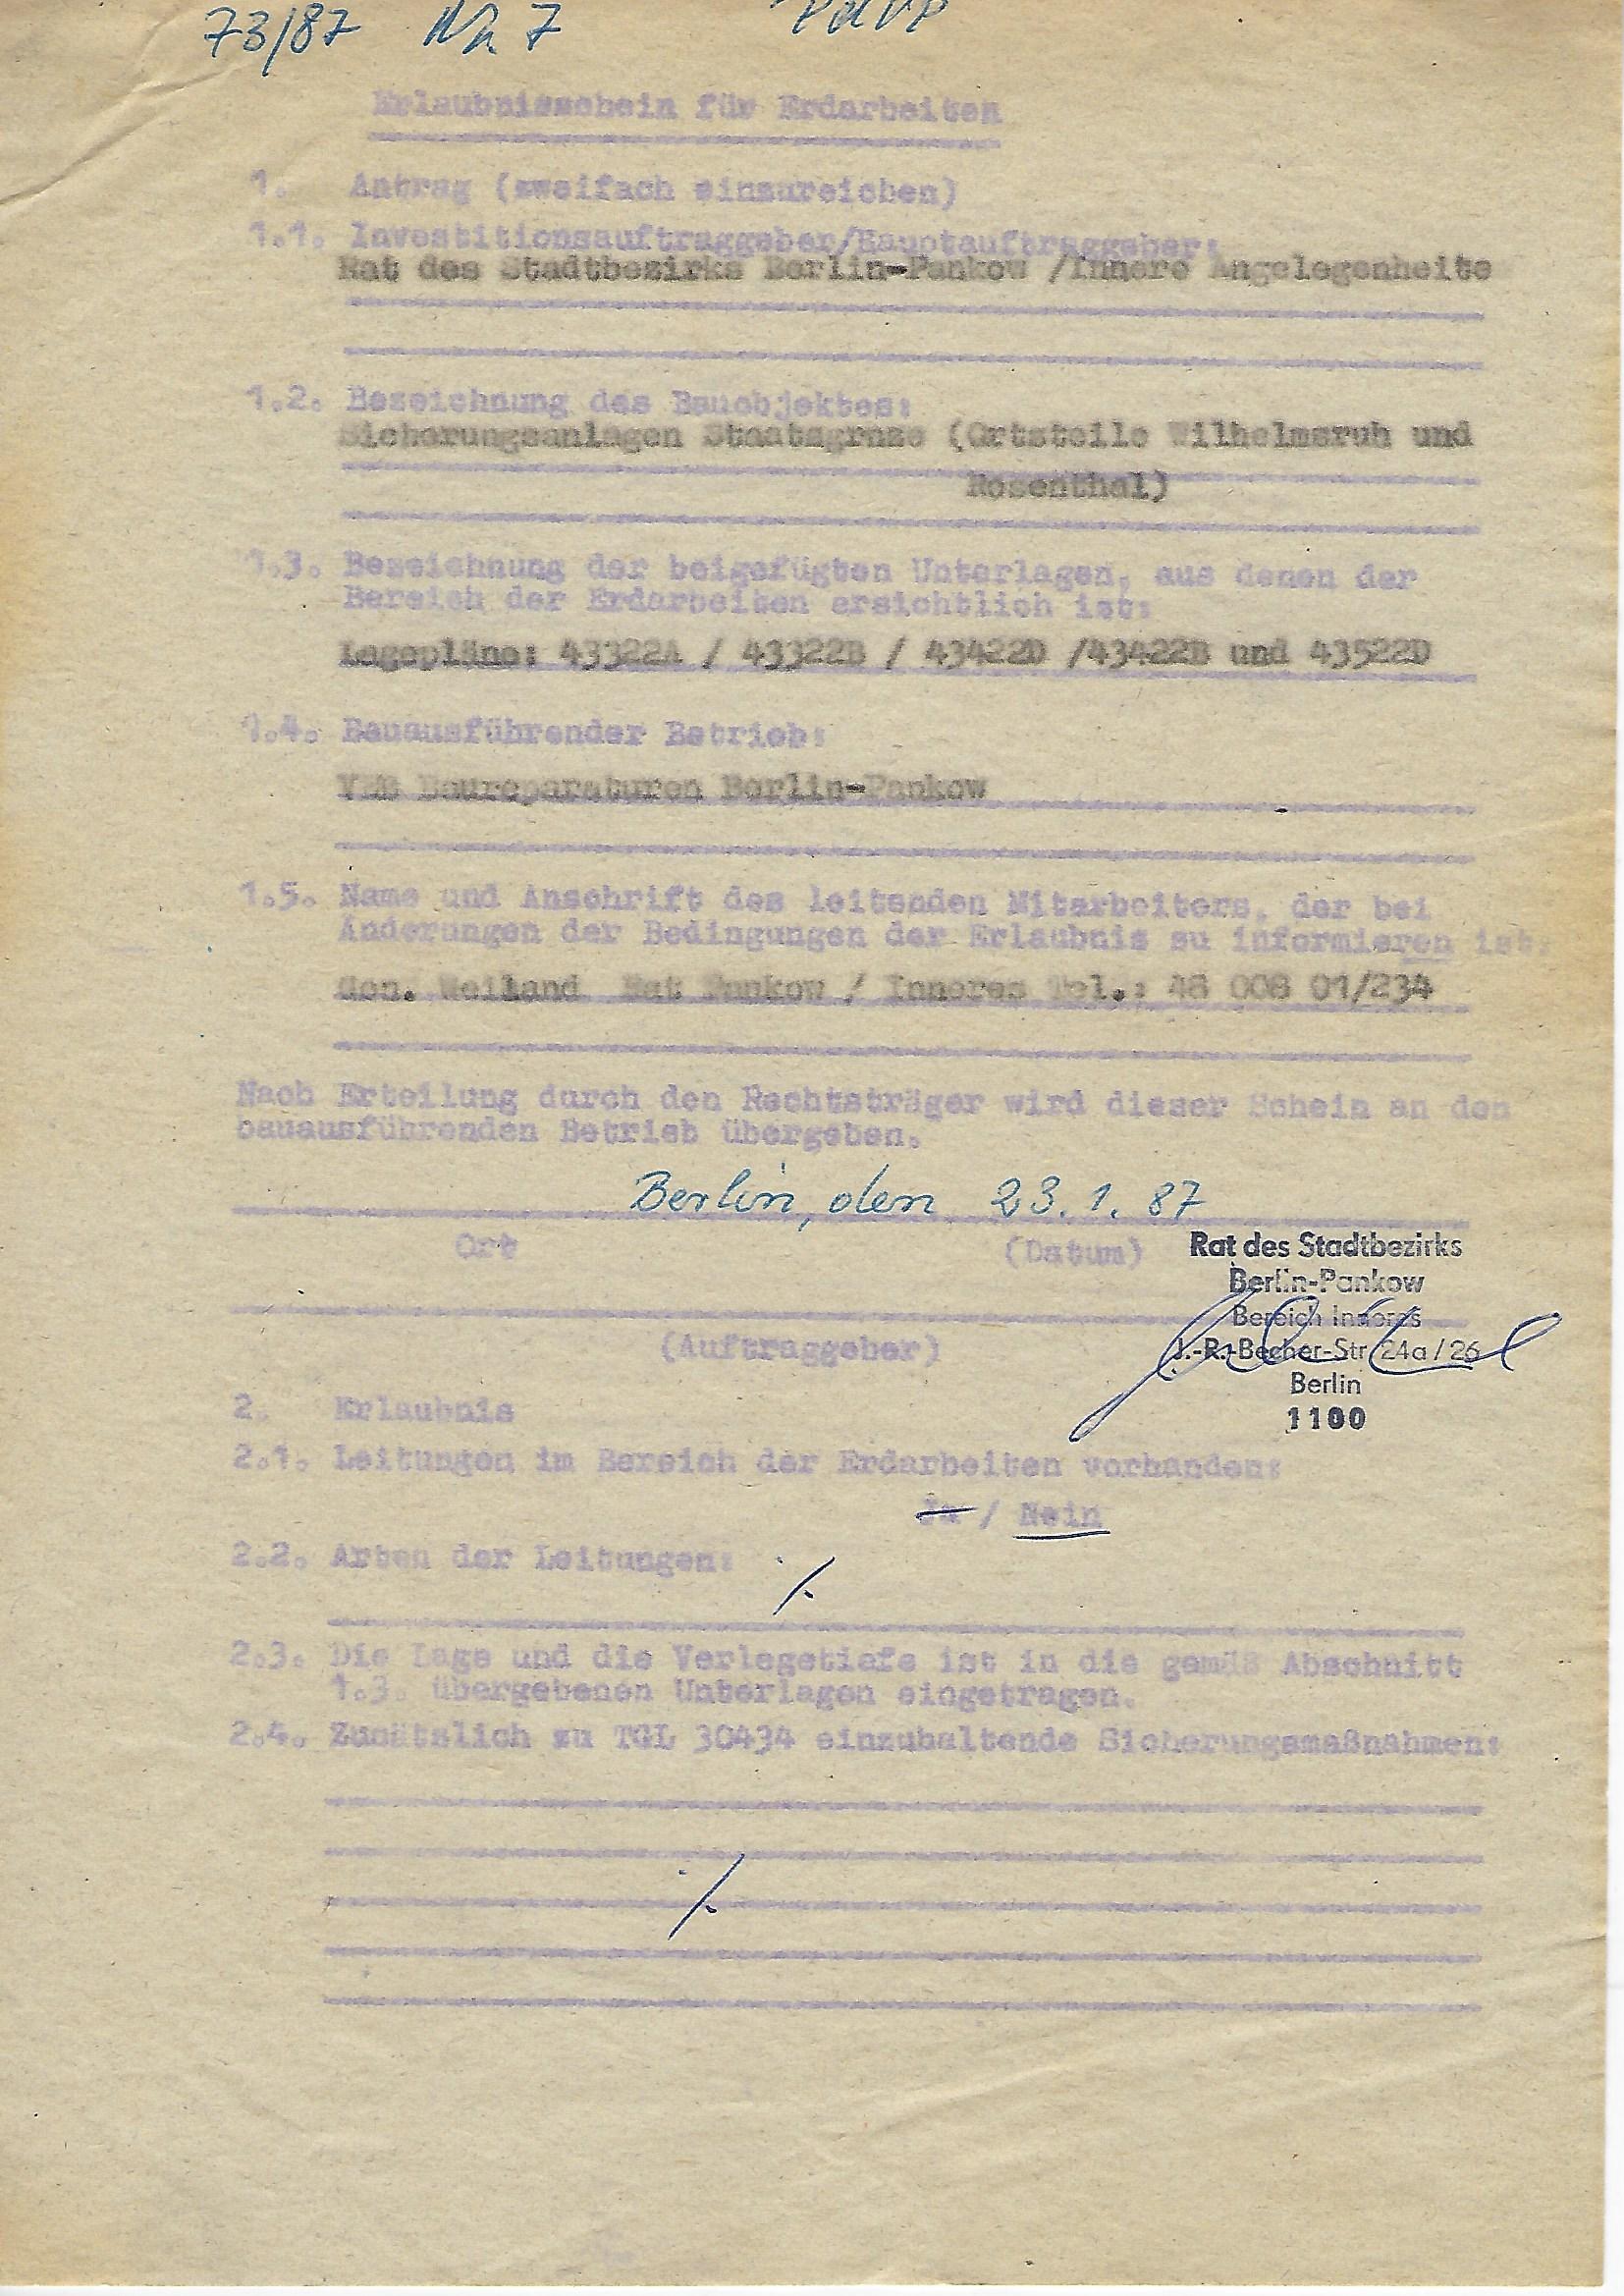 73/87 Nr 7 PdVP
Erlaubnisschein für Erdarbeiten
1. Antrag (zweifach einzureichen)
1.1. Investitionsauftraggeber/Hauptauftraggeber:
Rat des Stadtbezirks Berlin-Pankow /Innere Angelegenheite
1.2. Bezeichnung des Bauobjektes:
Sicherungsanlagen Staatsgrenze (Ortsteile Wilhelmsruh und
Rosenthal)
1.3. Bezeichnung der beigefügten Unterlagen, aus denen der
Bereich der Erdarbeiten ersichtlich ist:
Lagepläne: 43322A / 43322B / 43422D /43422B und 43522D
1.4. Bauausführender Betrieb:
VEB Baureparaturen Berlin-Pankow
1.5. Name und Anschrift des leitenden Mitarbeiters, der bei
Änderungen der Bedingungen der Erlaubnis zu informieren ist:
Gen. Weiland Rat Pankow / Inneres Tel.: 48 008 01/234
Nach Erteilung durch den Rechtsträger wird dieser Schein an den
bauausführenden Betrieb übergeben.
Berlin, den 23.1.87
Ort (Datum)
Rat des Stadtbezirks
Berlin-Pankow
Bereich Inneres
J.-R.-Becher-Str. 24a/26
Berlin
1100
(Auftraggeber)
2. Erlaubnis
2.1. Leitungen im Bereich der Erdarbeiten vorhanden:
Ja / Nein
2.2. Arten der Leitungen:
./.
2.3. Die Lage und die Verlegetiefe ist in die gemäß Abschnitt
1.3. übergebenen Unterlagen eingetragen.
2.4. Zusätzlich zu TGL 30434 einzuhaltende Sicherungsmaßnahmen:
./.